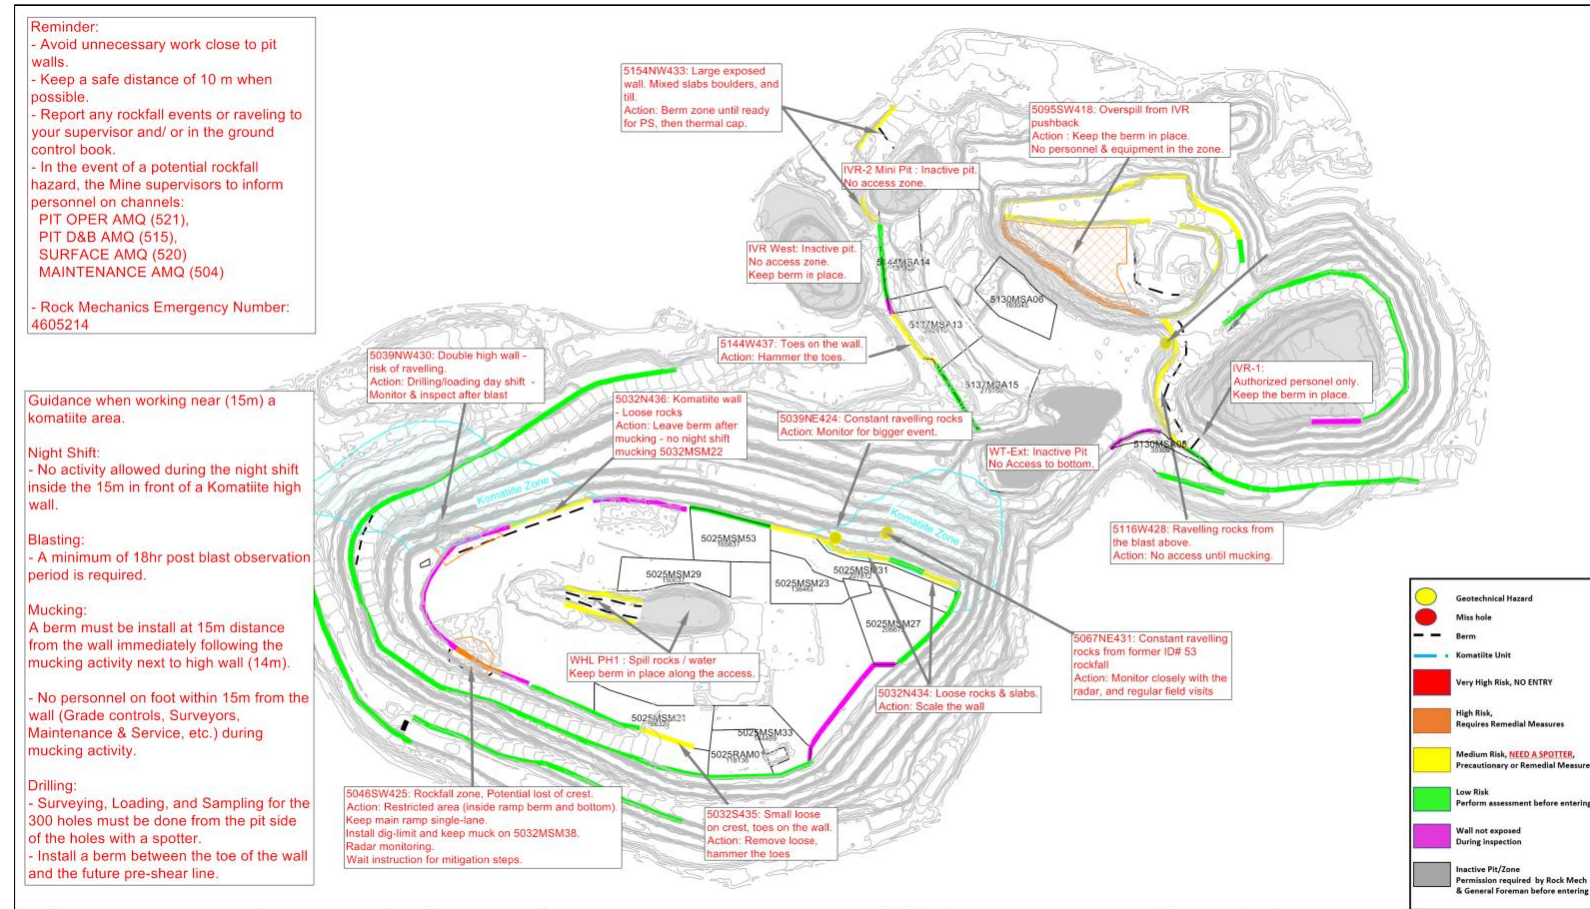 Reminder:
- Avoid unnecessary work close to pit
walls.
- Keep a safe distance of 10 m when
possible.
- Report any rockfall events or raveling to
your supervisor and/ or in the ground
control book.
- In the event of a potential rockfall
hazard, the Mine supervisors to inform
personnel on channels:
PIT OPER AMQ (521),
PIT D&B AMQ (515),
SURFACE AMQ (520)
MAINTENANCE AMQ (504)
- Rock Mechanics Emergency Number:
4605214
Guidance when working near (15m) a
komatiite area.
Night Shift:
- No activity allowed during the night shift
inside the 15m in front of a Komatiite high
wall.
Blasting:
- A minimum of 18hr post blast observation
period is required.
Mucking:
A berm must be install at 15m distance
from the wall immediately following the
mucking activity next to high wall (14m).
- No personnel on foot within 15m from the
wall (Grade controls, Surveyors,
Maintenance & Service, etc.) during
mucking activity.
Drilling:
- Surveying, Loading, and Sampling for the
300 holes must be done from the pit side
of the holes with a spotter.
- Install a berm between the toe of the wall
and the future pre-shear line.
5154NW433: Large exposed
wall. Mixed slabs boulders, and
till.
Action: Berm zone until ready
for PS, then thermal cap.
5095SW418: Overspill from IVR
pushback
Action : Keep the berm in place.
No personnel & equipment in the zone.
IVR-2 Mini Pit : Inactive pit.
No access zone.
IVR West: Inactive pit.
No access zone.
Keep berm in place.
5144MSA14
5130MSA06
5137MSA13
5144W437: Toes on the wall.
Action: Hammer the toes.
5137MSA15
IVR-1:
Authorized personel only.
Keep the berm in place.
5039NW430: Double high wall -
risk of ravelling.
Action: Drilling/loading day shift -
Monitor & inspect after blast
5032N436: Komatiite wall
- Loose rocks
Action: Leave berm after
mucking - no night shift
mucking 5032MSM22
5039NE424: Constant ravelling rocks
Action: Monitor for bigger event.
WT-Ext: Inactive Pit
No Access to bottom.
5130MSA08
Komatiite Zone
Komatiite Zone
5116W428: Ravelling rocks from
the blast above.
Action: No access until mucking.
5025MSM53
5025MSM29
5025MSM23
5025MSM31
5025MSM27
WHL PH1 : Spill rocks / water
Keep berm in place along the access.
5067NE431: Constant ravelling
rocks from former ID# 53
rockfall
Action: Monitor closely with the
radar, and regular field visits
5032N434: Loose rocks & slabs.
Action: Scale the wall
5025MSM21
5025MSM33
5025RAM01
118136
5046SW425: Rockfall zone, Potential lost of crest.
Action: Restricted area (inside ramp berm and bottom).
Keep main ramp single-lane.
Install dig-limit and keep muck on 5032MSM38.
Radar monitoring.
Wait instruction for mitigation steps.
5032S435: Small loose
on crest, toes on the wall.
Action: Remove loose,
hammer the toes
Geotechnical Hazard
Miss hole
Berm
Komatiite Unit
Very High Risk, NO ENTRY
High Risk,
Requires Remedial Measures
Medium Risk, NEED A SPOTTER,
Precautionary or Remedial Measure
Low Risk
Perform assessment before entering
Wall not exposed
During inspection
Inactive Pit/Zone
Permission required by Rock Mech
& General Foreman before entering